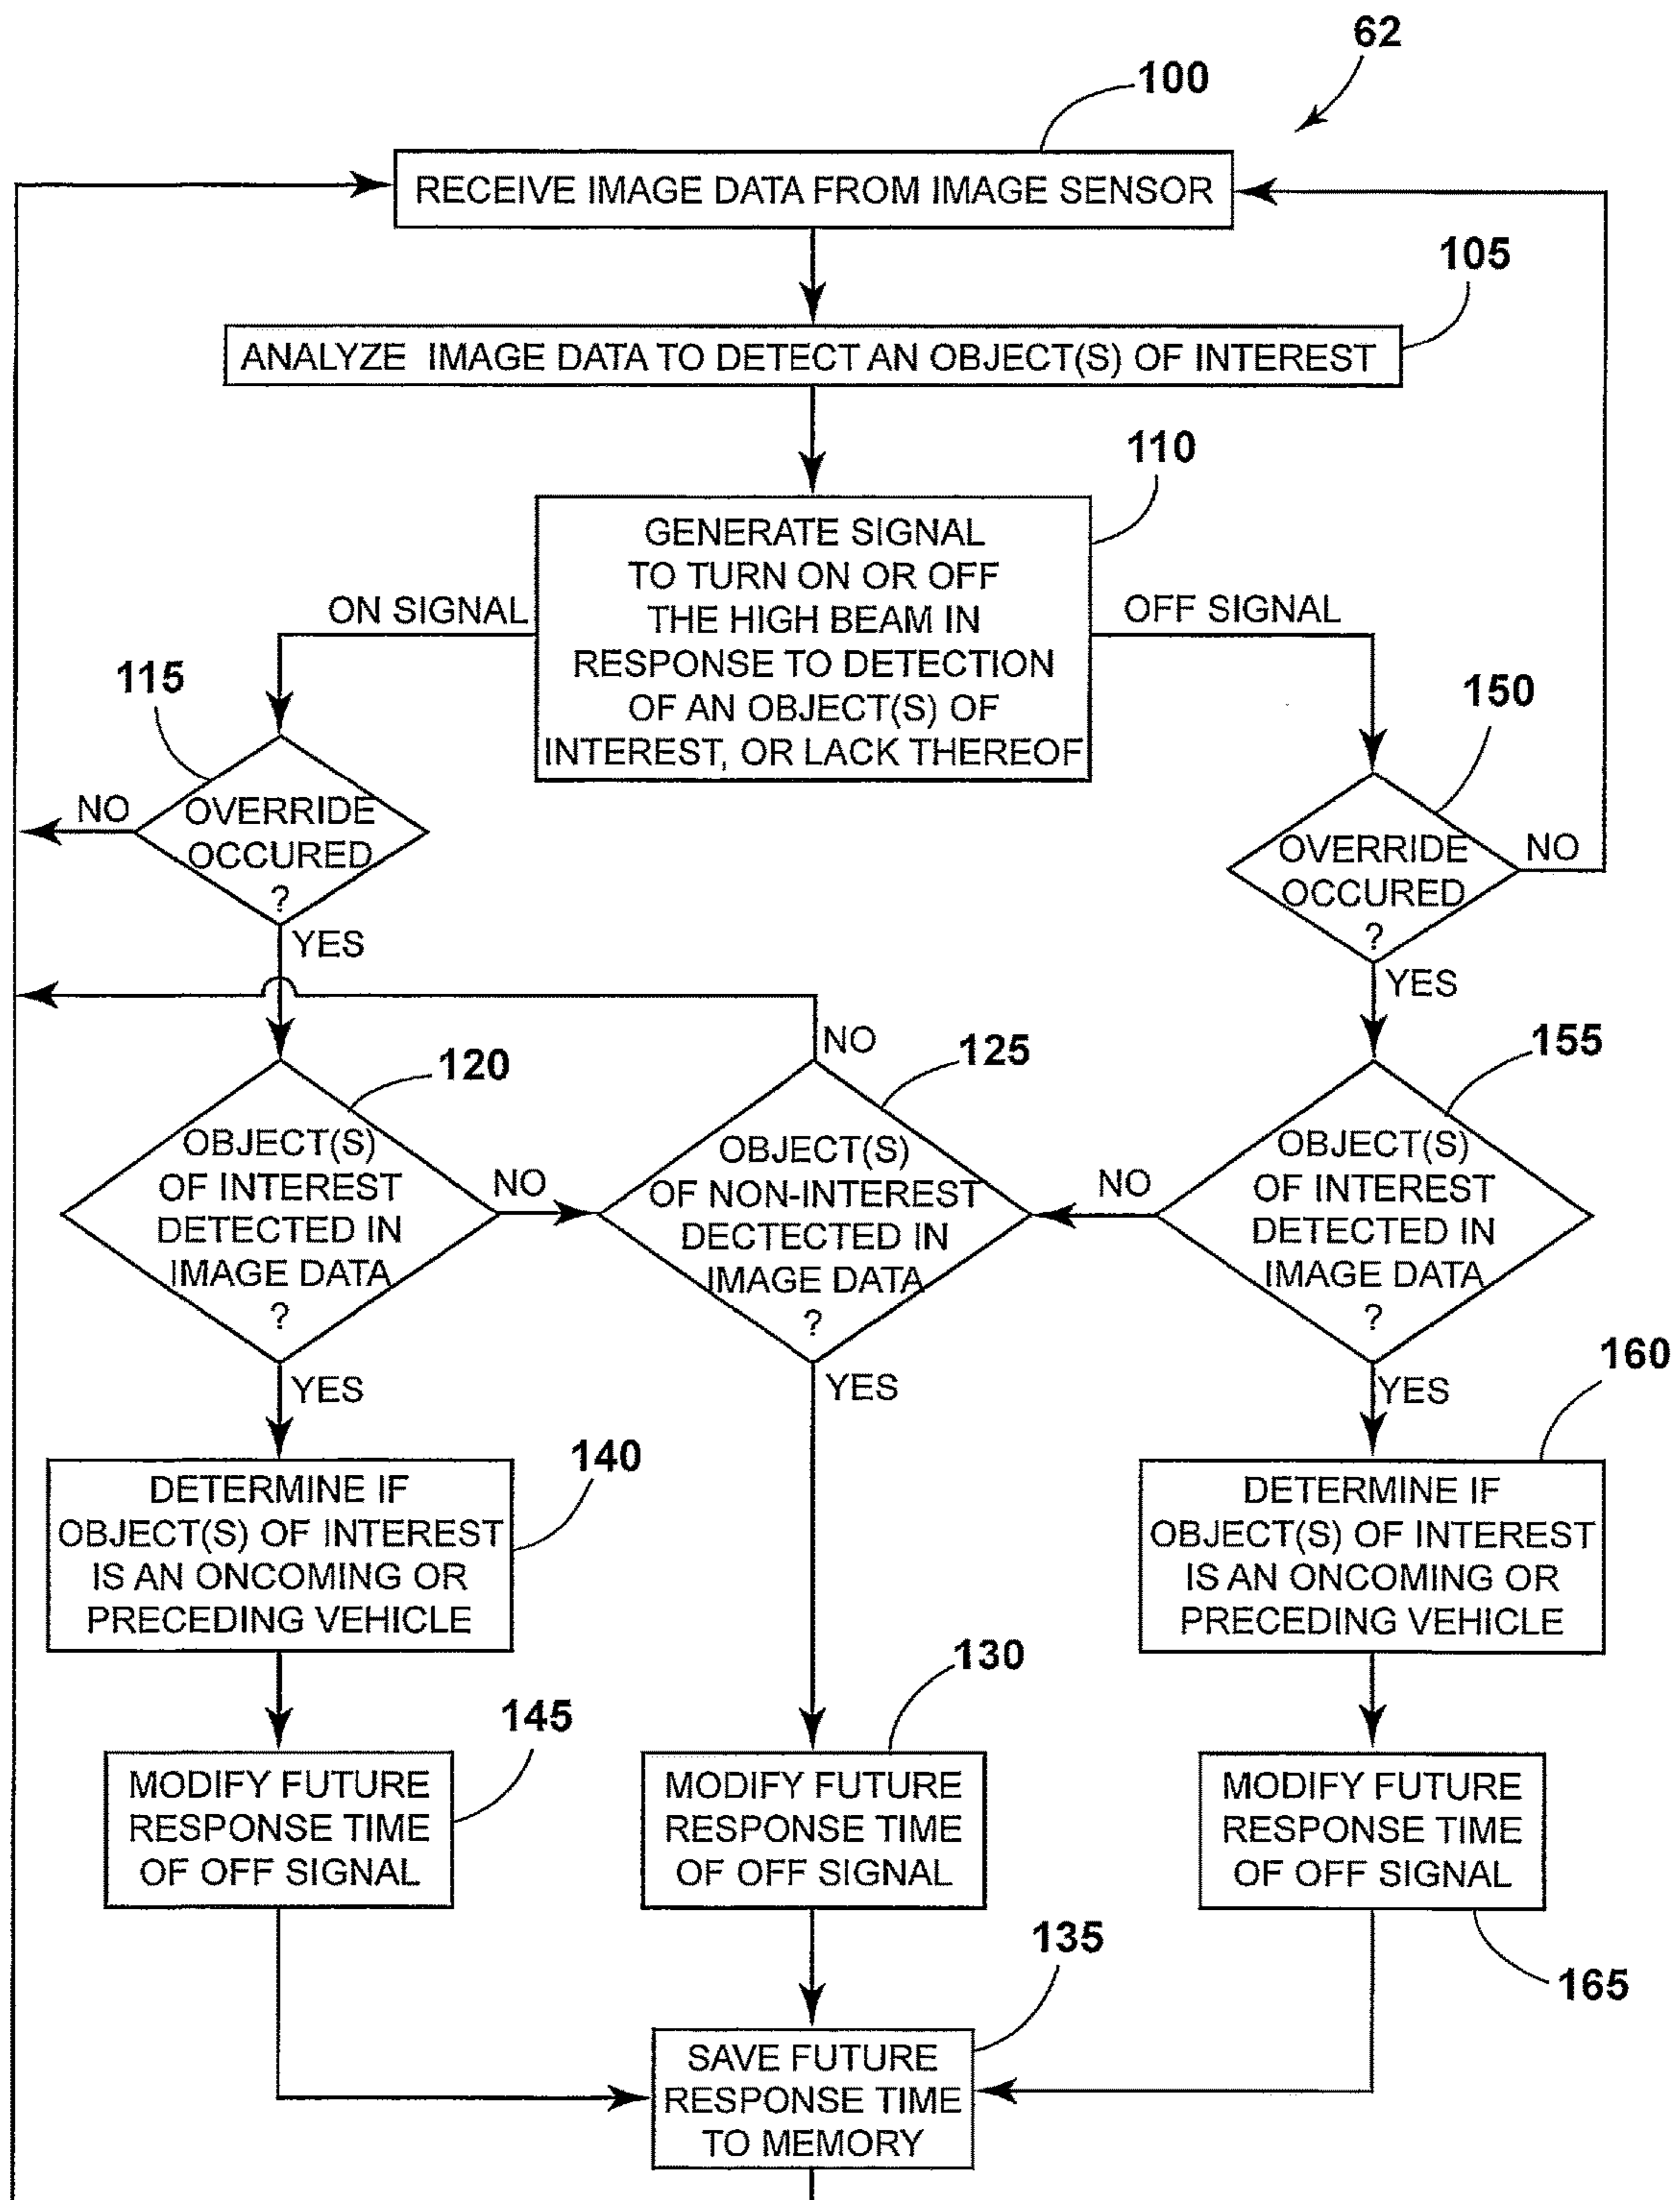 62
100
RECEIVE IMAGE DATA FROM IMAGE SENSOR
105
ANALYZE IMAGE DATA TO DETECT AN OBJECT(S) OF INTEREST
110
GENERATE SIGNAL
TO TURN ON OR OFF
THE HIGH BEAM IN
RESPONSE TO DETECTION
OF AN OBJECT(S) OF
INTEREST, OR LACK THEREOF
ON SIGNAL
OFF SIGNAL
115
OVERRIDE
OCCURED
?
NO
YES
150
OVERRIDE
OCCURED
?
NO
YES
120
OBJECT(S)
OF INTEREST
DETECTED IN
IMAGE DATA
?
NO
YES
125
NO
OBJECT(S)
OF NON-INTEREST
DECTECTED IN
IMAGE DATA
?
YES
155
OBJECT(S)
OF INTEREST
DETECTED IN
IMAGE DATA
?
NO
YES
140
DETERMINE IF
OBJECT(S) OF INTEREST
IS AN ONCOMING OR
PRECEDING VEHICLE
160
DETERMINE IF
OBJECT(S) OF INTEREST
IS AN ONCOMING OR
PRECEDING VEHICLE
145
MODIFY FUTURE
RESPONSE TIME
OF OFF SIGNAL
130
MODIFY FUTURE
RESPONSE TIME
OF OFF SIGNAL
MODIFY FUTURE
RESPONSE TIME
OF OFF SIGNAL
165
135
SAVE FUTURE
RESPONSE TIME
TO MEMORY